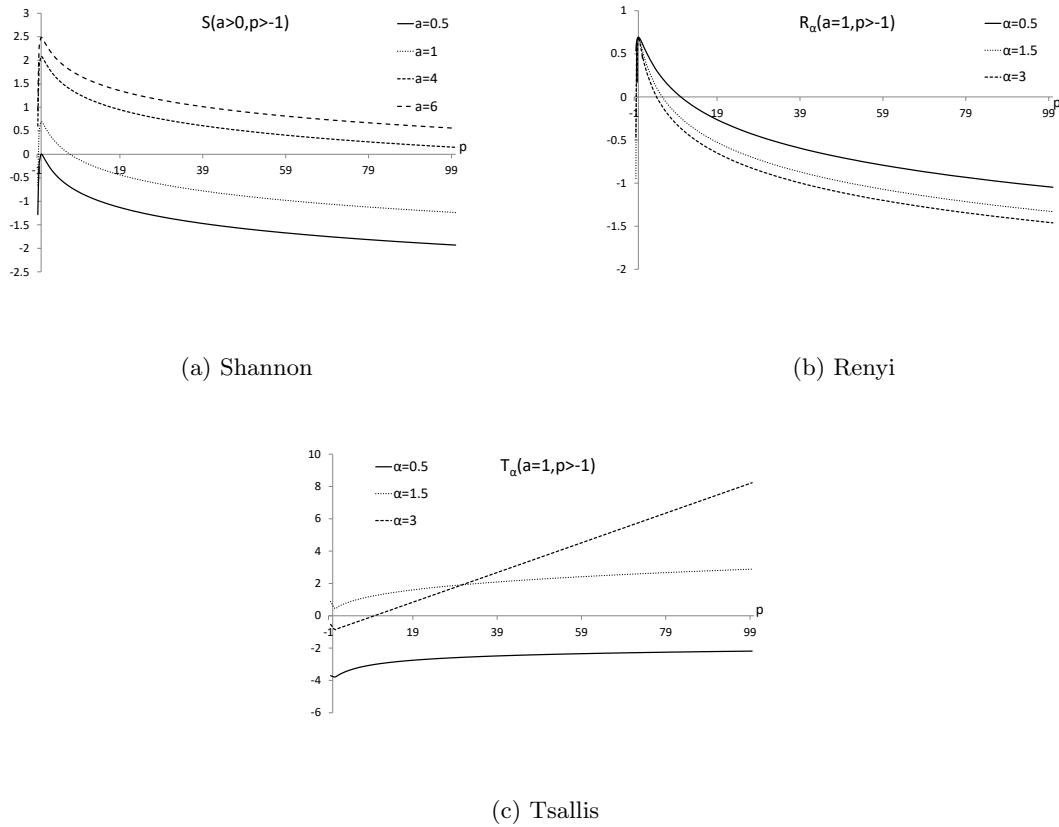 S(a>0,p>-1)
3
2.5
2
1.5
1
0.5
0
-0.5
-1
-1.5
-2
-2.5
-1 19 39 59 79 99
p
a=0.5
a=1
a=4
a=6
(a) Shannon
Rα(a=1,p>-1)
1
0.5
0
-0.5
-1
-1.5
-2
-1 19 39 59 79 99
p
α=0.5
α=1.5
α=3
(b) Renyi
Tα(a=1,p>-1)
10
8
6
4
2
0
-2
-4
-6
-1 19 39 59 79 99
p
α=0.5
α=1.5
α=3
(c) Tsallis